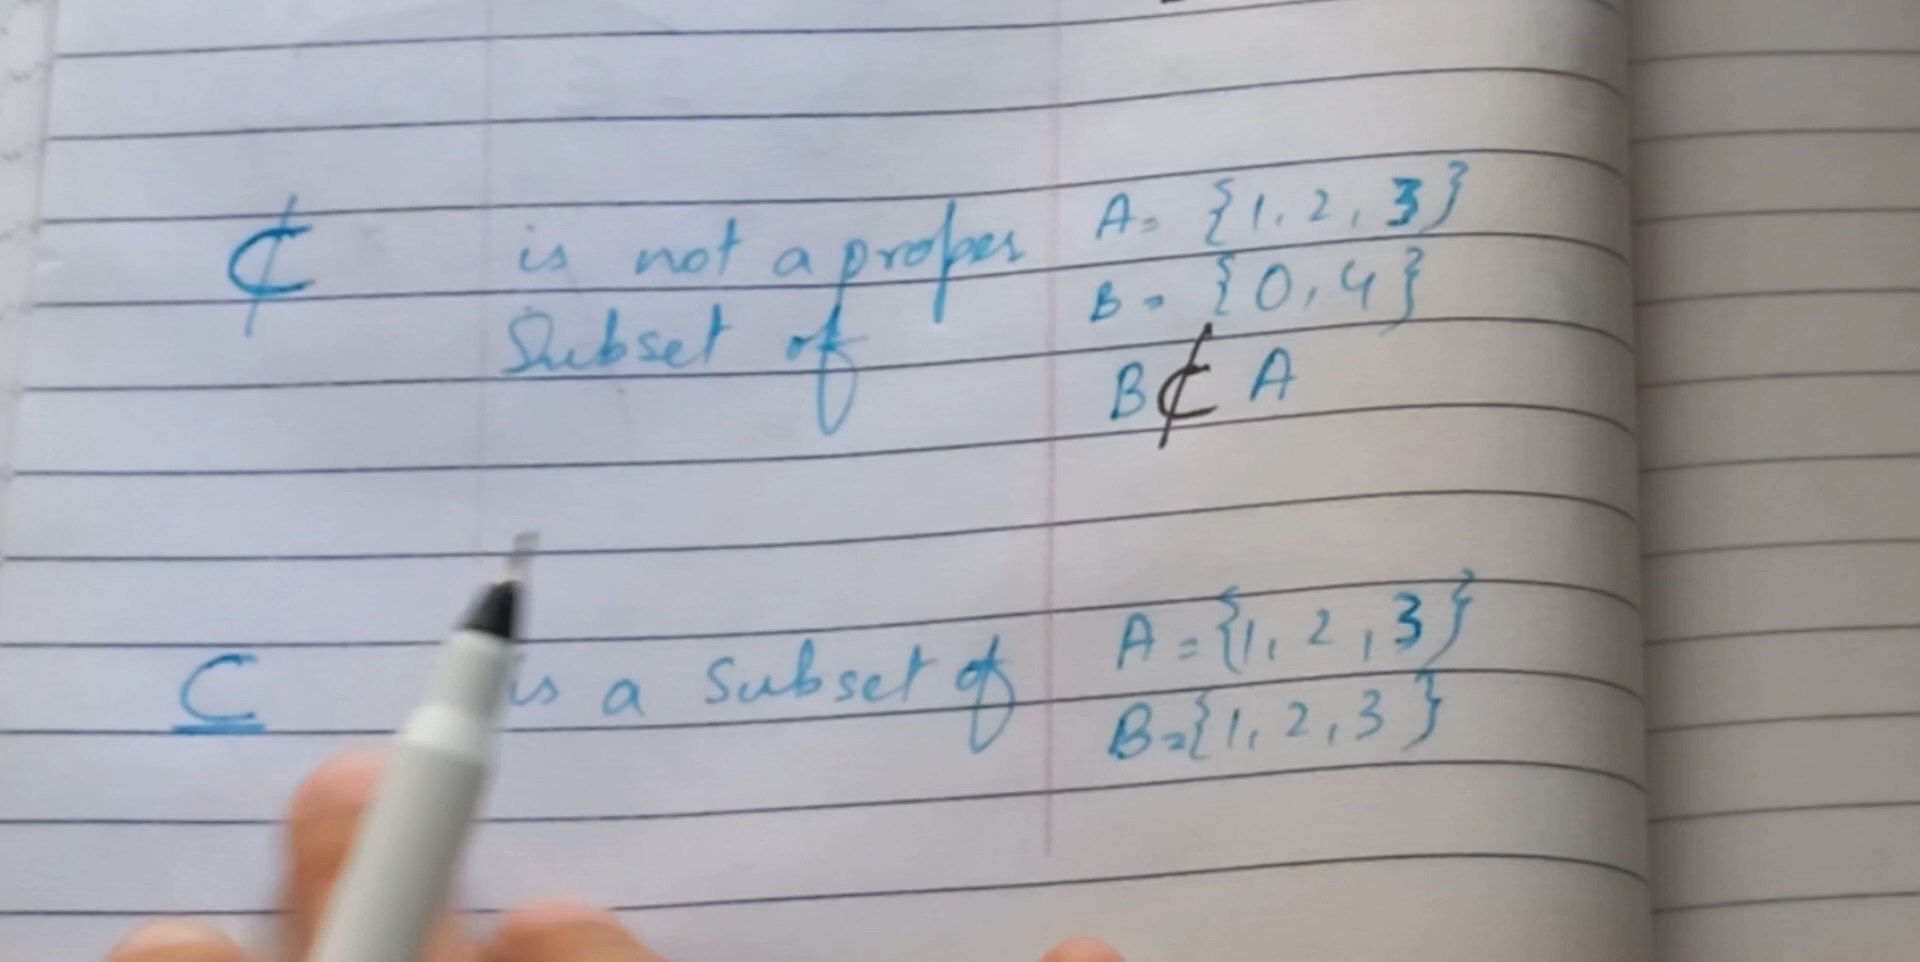 ⊄ is not a proper A = {1, 2, 3}
Subset of B = {0, 4}
B ⊄ A
⊆ is a subset of A = {1, 2, 3}
B = {1, 2, 3}